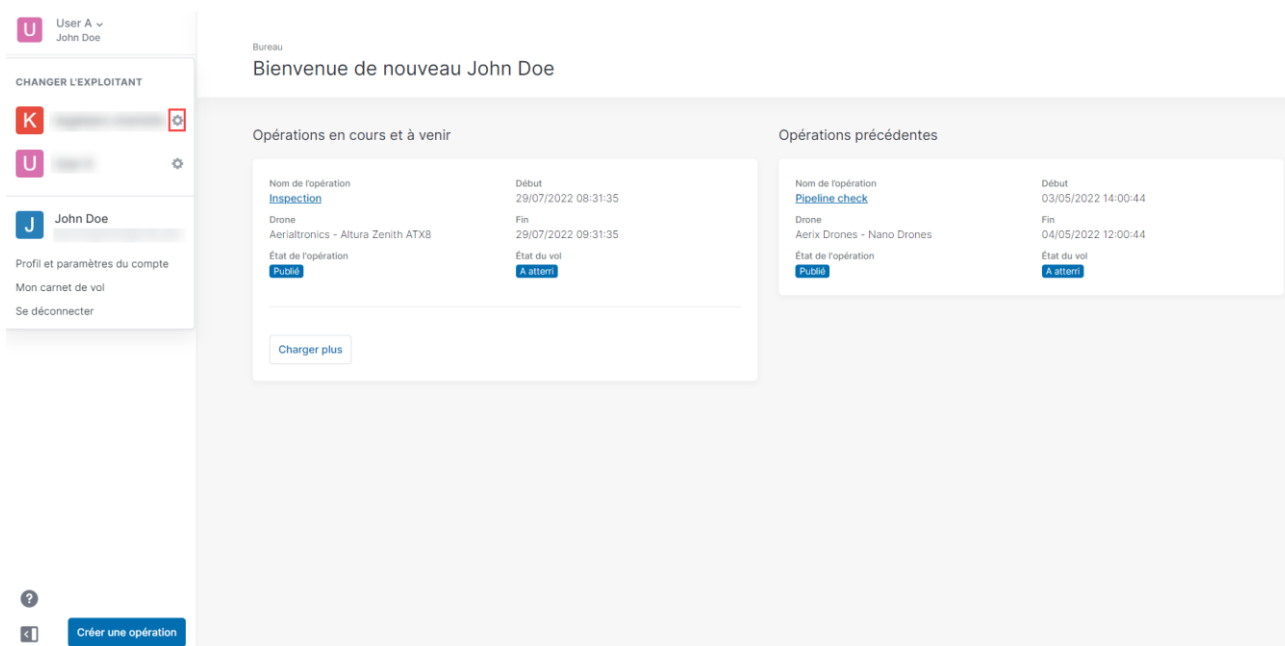 U
User A
John Doe
CHANGER L'EXPLOITANT
K
U
J
John Doe
Profil et paramètres du compte
Mon carnet de vol
Se déconnecter
?
Créer une opération
Bureau
Bienvenue de nouveau John Doe
Opérations en cours et à venir
Nom de l'opération
Début
Inspection
29/07/2022 08:31:35
Drone
Fin
Aerialtronics - Altura Zenith ATX8
29/07/2022 09:31:35
État de l'opération
État du vol
Publié
A atterri
Charger plus
Opérations précédentes
Nom de l'opération
Début
Pipeline check
03/05/2022 14:00:44
Drone
Fin
Aerix Drones - Nano Drones
04/05/2022 12:00:44
État de l'opération
État du vol
Publié
A atterri